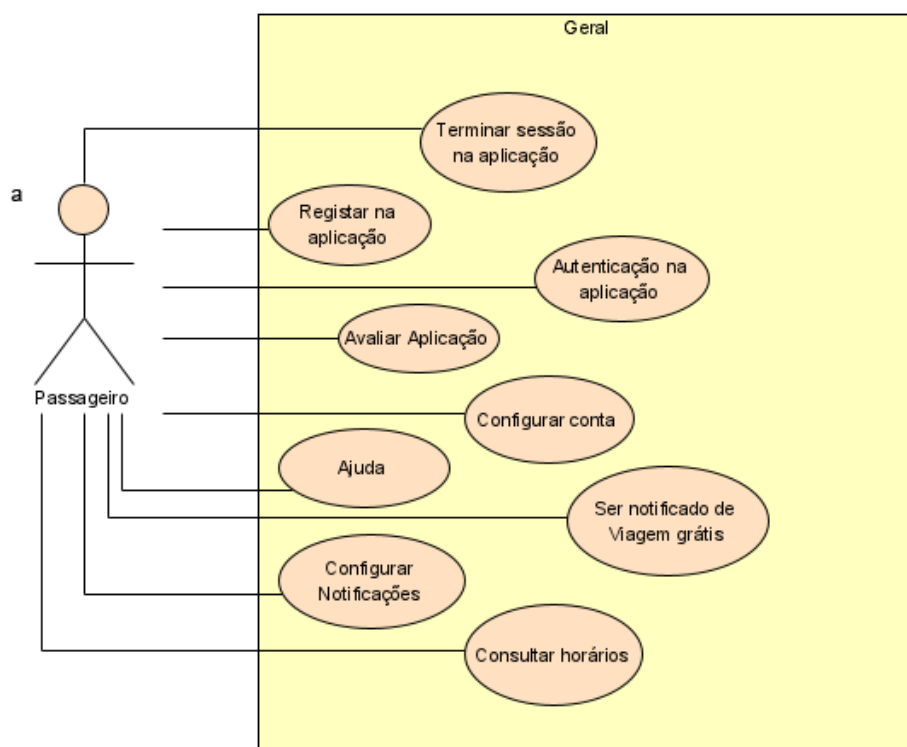 Geral
Terminar sessão
na aplicação
a
Registar na
aplicação
Autenticação na
aplicação
Avaliar Aplicação
Passageiro
Configurar conta
Ajuda
Ser notificado de
Viagem grátis
Configurar
Notificações
Consultar horários